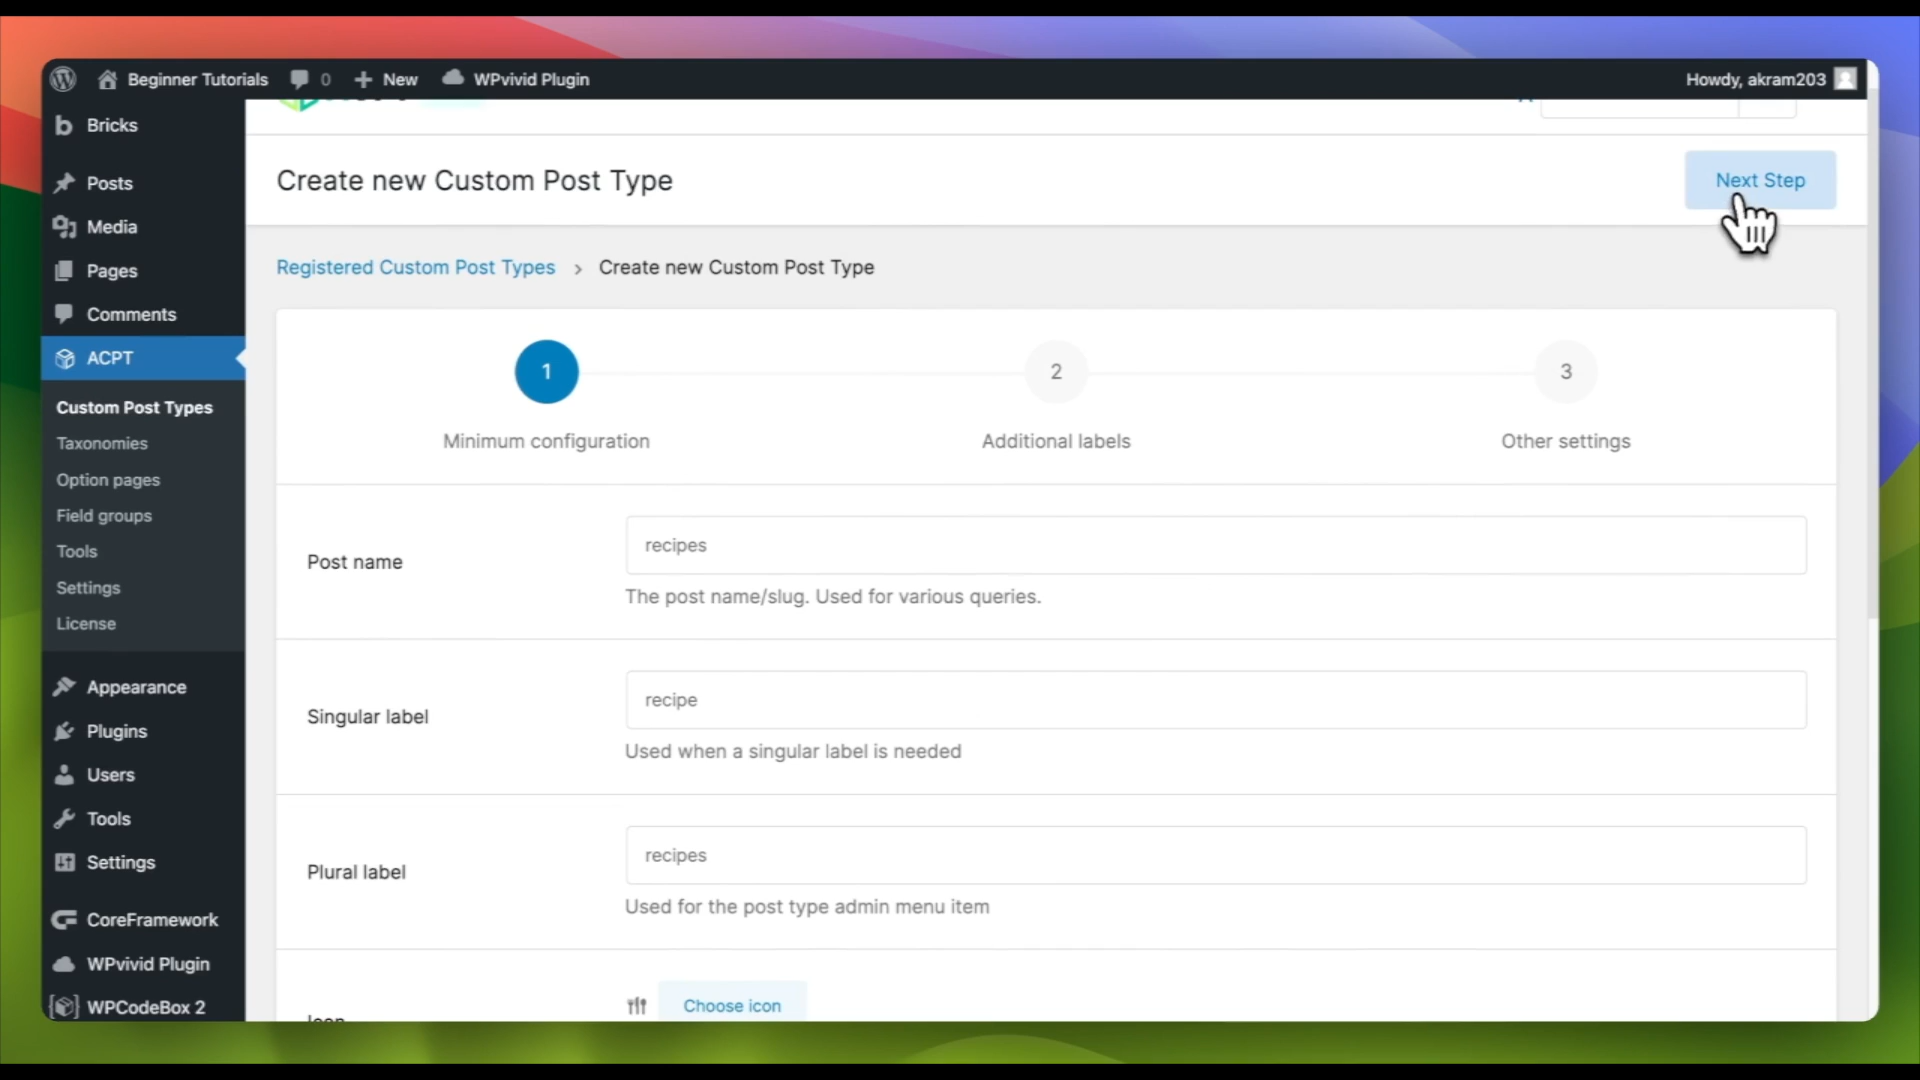 Beginner Tutorials
0
New
WPvivid Plugin
Howdy, akram203
Bricks
Posts
Media
Pages
Comments
ACPT
Custom Post Types
Taxonomies
Option pages
Field groups
Tools
Settings
License
Appearance
Plugins
Users
Tools
Settings
CoreFramework
WPvivid Plugin
WPCodeBox 2
Create new Custom Post Type
Next Step
Registered Custom Post Types > Create new Custom Post Type
1
2
3
Minimum configuration
Additional labels
Other settings
Post name
recipes
The post name/slug. Used for various queries.
Singular label
recipe
Used when a singular label is needed
Plural label
recipes
Used for the post type admin menu item
Icon
Choose icon